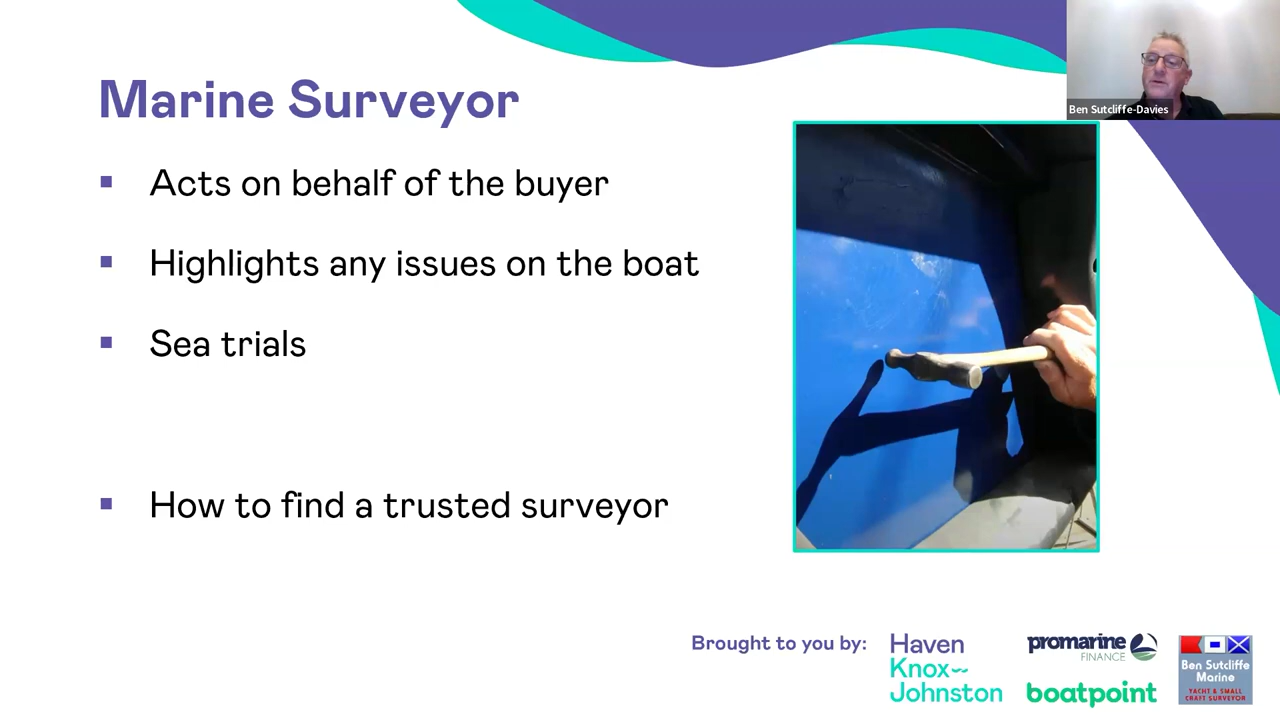 Marine Surveyor
Ben Sutcliffe-Davies
Acts on behalf of the buyer
Highlights any issues on the boat
Sea trials
How to find a trusted surveyor
Brought to you by:
Haven
Knox
Johnston
promarine
FINANCE
boatpoint
Ben Sutcliffe
Marine
YACHT & SMALL
CRAFT SURVEYOR